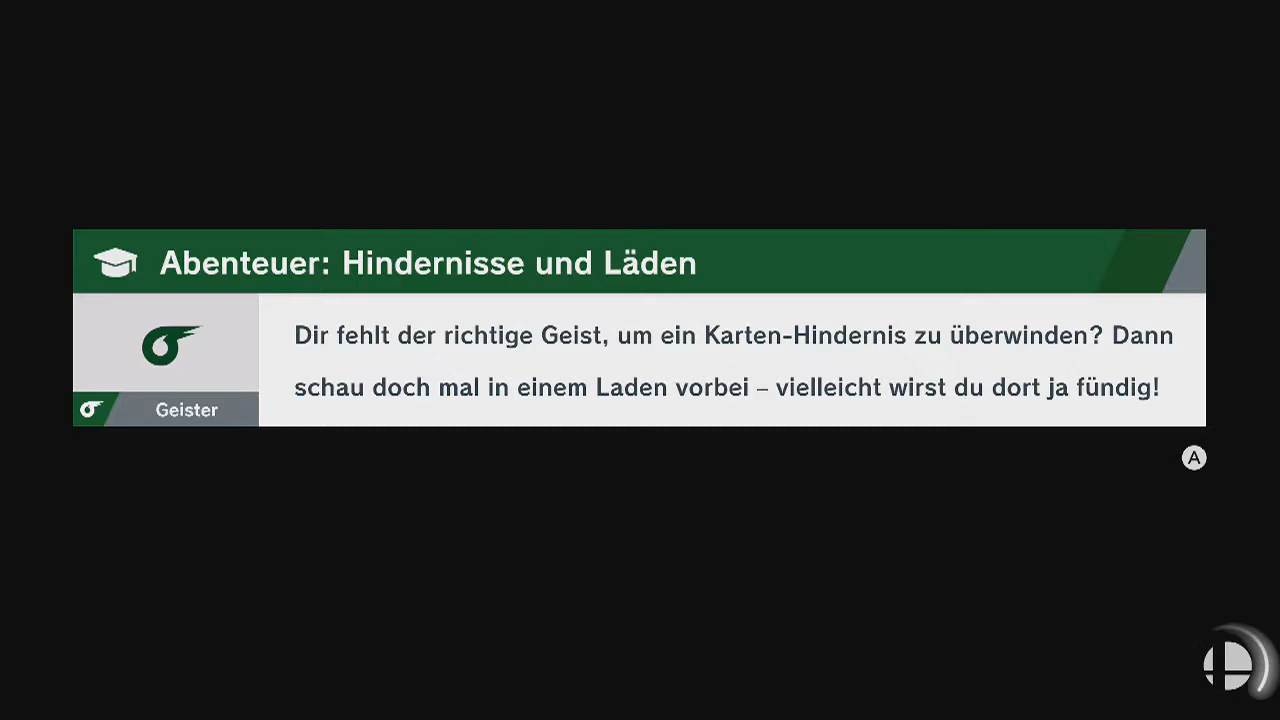 Abenteuer: Hindernisse und Läden
Dir fehlt der richtige Geist, um ein Karten-Hindernis zu überwinden? Dann
schau doch mal in einem Laden vorbei – vielleicht wirst du dort ja fündig!
Geister
A